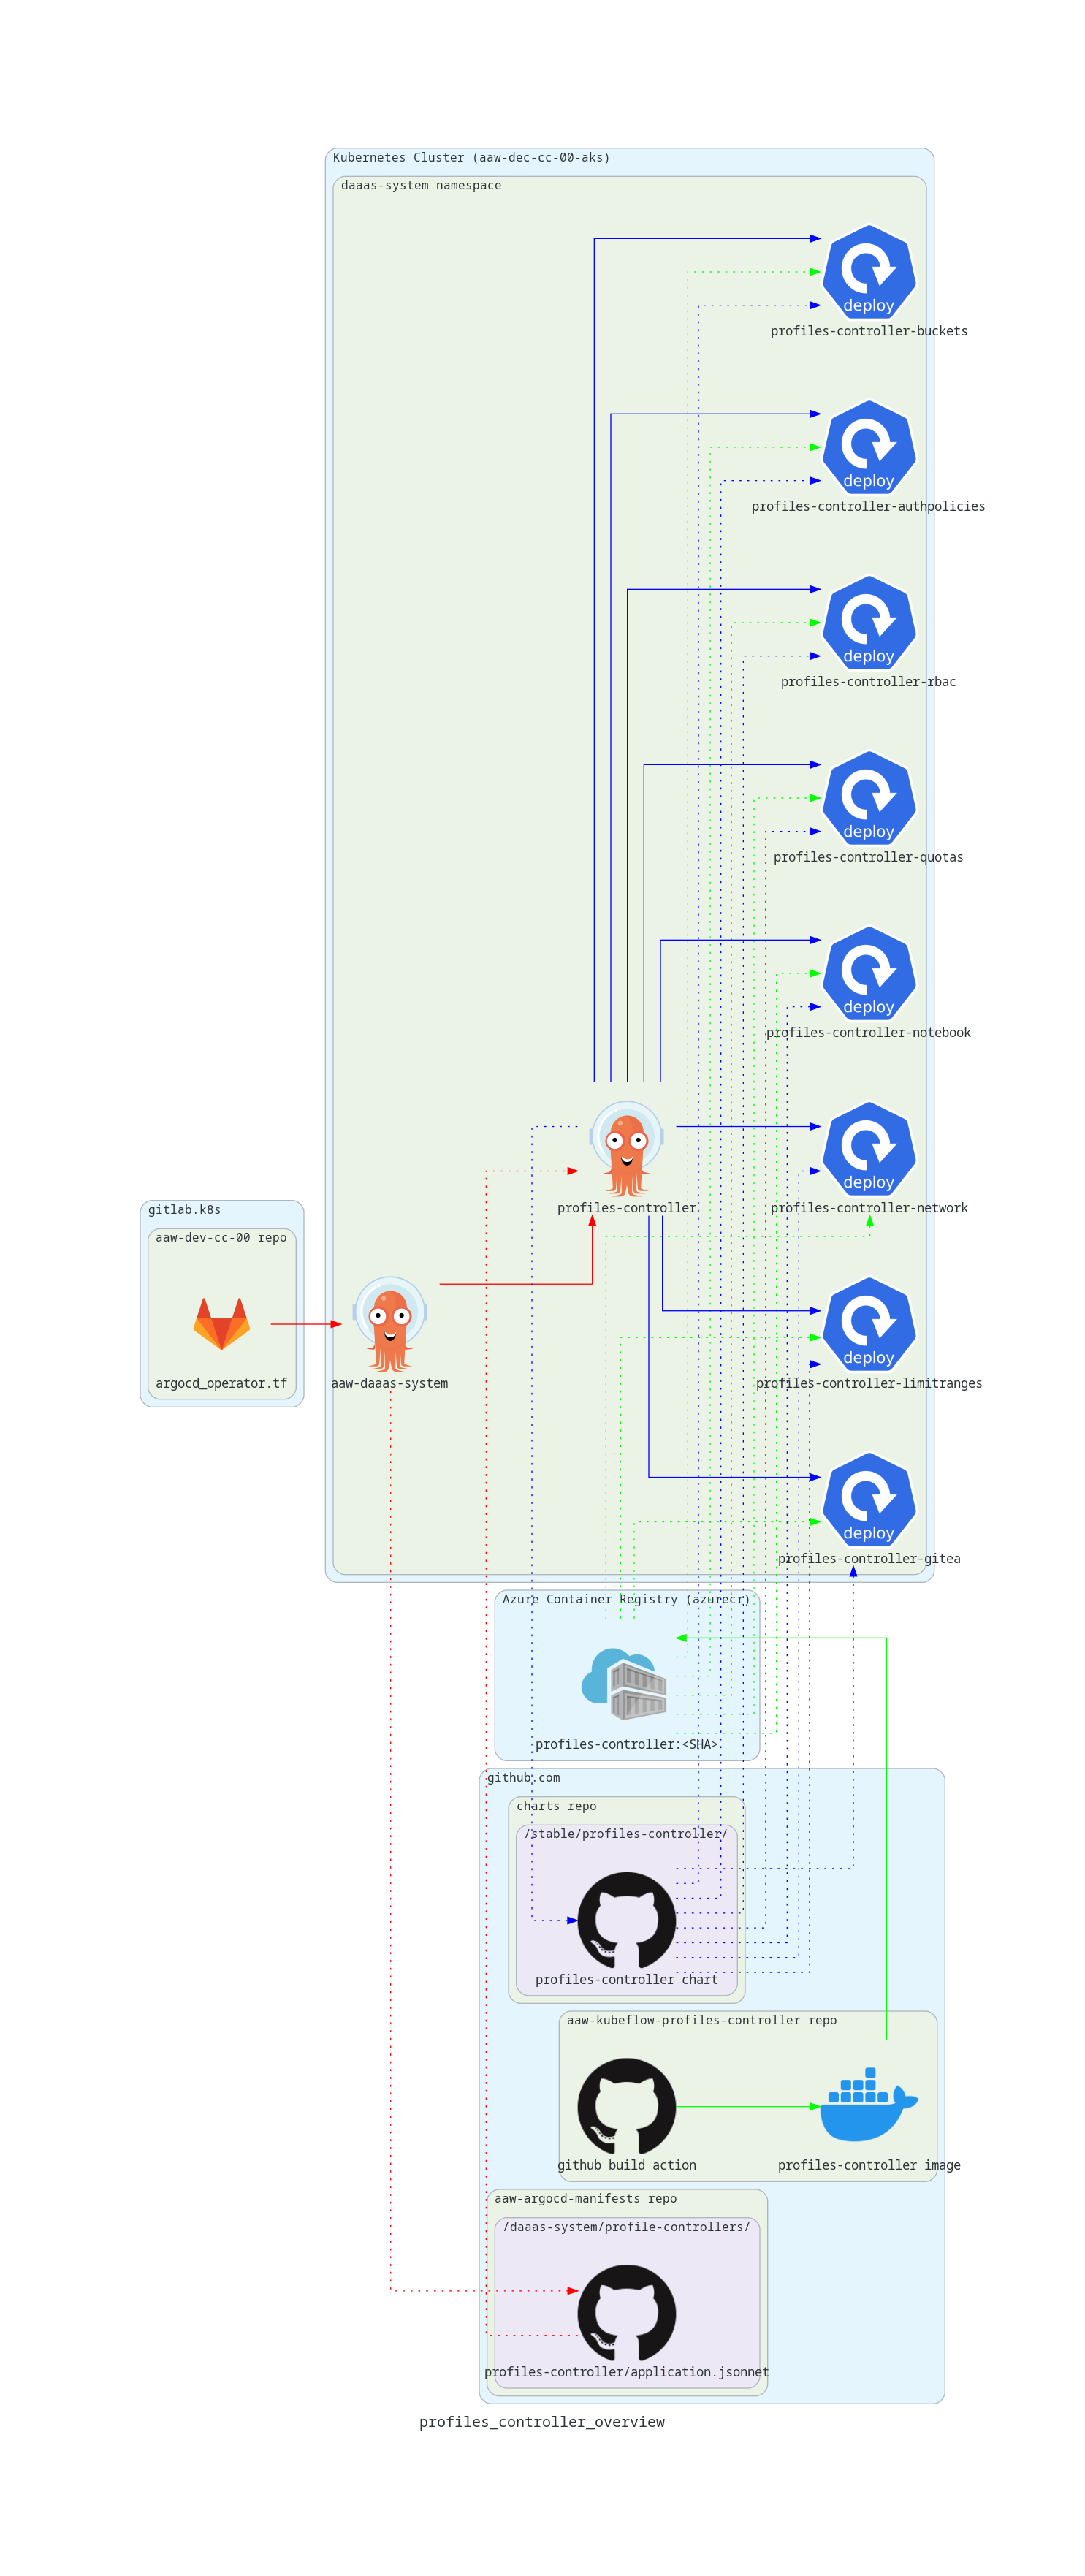 Kubernetes Cluster (aaw-dec-cc-00-aks)
daaas-system namespace
deploy
profiles-controller-buckets
deploy
profiles-controller-authpolicies
deploy
profiles-controller-rbac
deploy
profiles-controller-quotas
deploy
profiles-controller-notebook
deploy
profiles-controller-network
profiles-controller
gitlab.k8s
aaw-dev-cc-00 repo
argocd_operator.tf
aaw-daaas-system
deploy
profiles-controller-limitranges
deploy
profiles-controller-gitea
Azure Container Registry (azurecr)
profiles-controller:<SHA>
github.com
charts repo
/stable/profiles-controller/
profiles-controller chart
aaw-kubeflow-profiles-controller repo
github build action
profiles-controller image
aaw-argocd-manifests repo
/daaas-system/profile-controllers/
profiles-controller/application.jsonnet
profiles_controller_overview